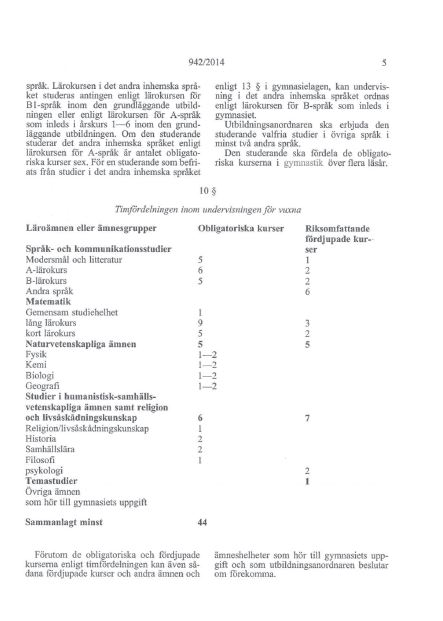 942/2014 5
språk. Lärokursen i det andra inhemska språ-
ket studeras antingen enligt lärokursen för
B1-språk inom den grundläggande utbild-
ningen eller enligt lärokursen för A-språk
som inleds i årskurs 1—6 inom den grund-
läggande utbildningen. Om den studerande
studerar det andra inhemska språket enligt
lärokursen för A-språk är antalet obligato-
riska kurser sex. För en studerande som befri-
ats från studier i det andra inhemska språket
enligt 13 § i gymnasielagen, kan undervis-
ning i det andra inhemska språket ordnas
enligt lärokursen för B-språk som inleds i
gymnasiet.
Utbildningsanordnaren ska erbjuda den
studerande valfria studier i övriga språk i
minst två andra språk.
Den studerande ska fördela de obligato-
riska kurserna i gymnastik över flera läsår.
10 §
Timfördelningen inom undervisningen för vuxna
Läroämnen eller ämnesgrupper Obligatoriska kurser Riksomfattande
fördjupade kur-
Språk- och kommunikationsstudier ser
Modersmål och litteratur 5 1
A-lärokurs 6 2
B-lärokurs 5 2
Andra språk 6
Matematik
Gemensam studiehelhet 1
lång lärokurs 9 3
kort lärokurs 5 2
Naturvetenskapliga ämnen 5 5
Fysik 1—2
Kemi 1—2
Biologi 1—2
Geografi 1—2
Studier i humanistisk-samhälls-
vetenskapliga ämnen samt religion
och livsåskådningskunskap 6 7
Religion/livsåskådningskunskap 1
Historia 2
Samhällslära 2
Filosofi 1
psykologi 2
Temastudier 1
Övriga ämnen
som hör till gymnasiets uppgift
Sammanlagt minst 44
Förutom de obligatoriska och fördjupade
kurserna enligt timfördelningen kan även så-
dana fördjupade kurser och andra ämnen och
ämneshelheter som hör till gymnasiets upp-
gift och som utbildningsanordnaren beslutar
om förekomma.